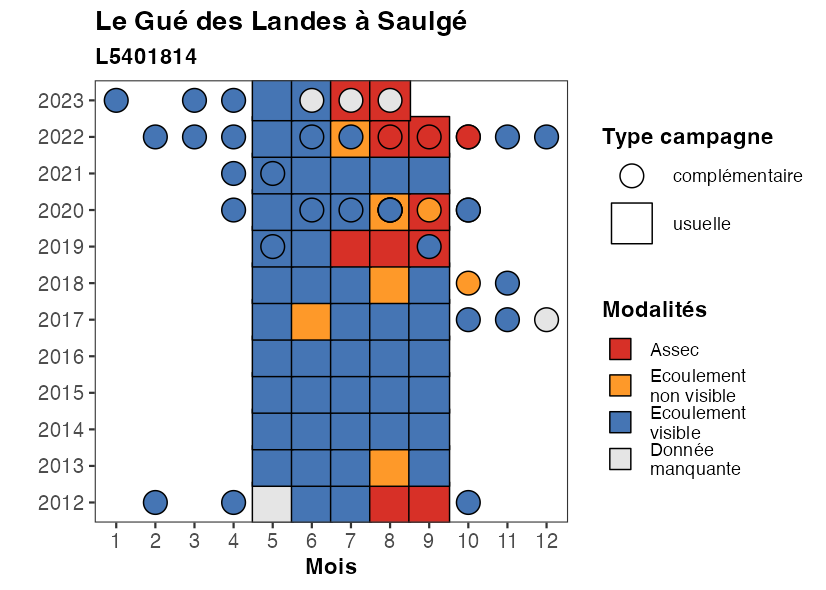 Le Gué des Landes à Saulgé
L5401814
2023
2022
2021
2020
2019
2018
2017
2016
2015
2014
2013
2012
1 2 3 4 5 6 7 8 9 10 11 12
Mois
Type campagne
complémentaire
usuelle
Modalités
Assec
Ecoulement
non visible
Ecoulement
visible
Donnée
manquante